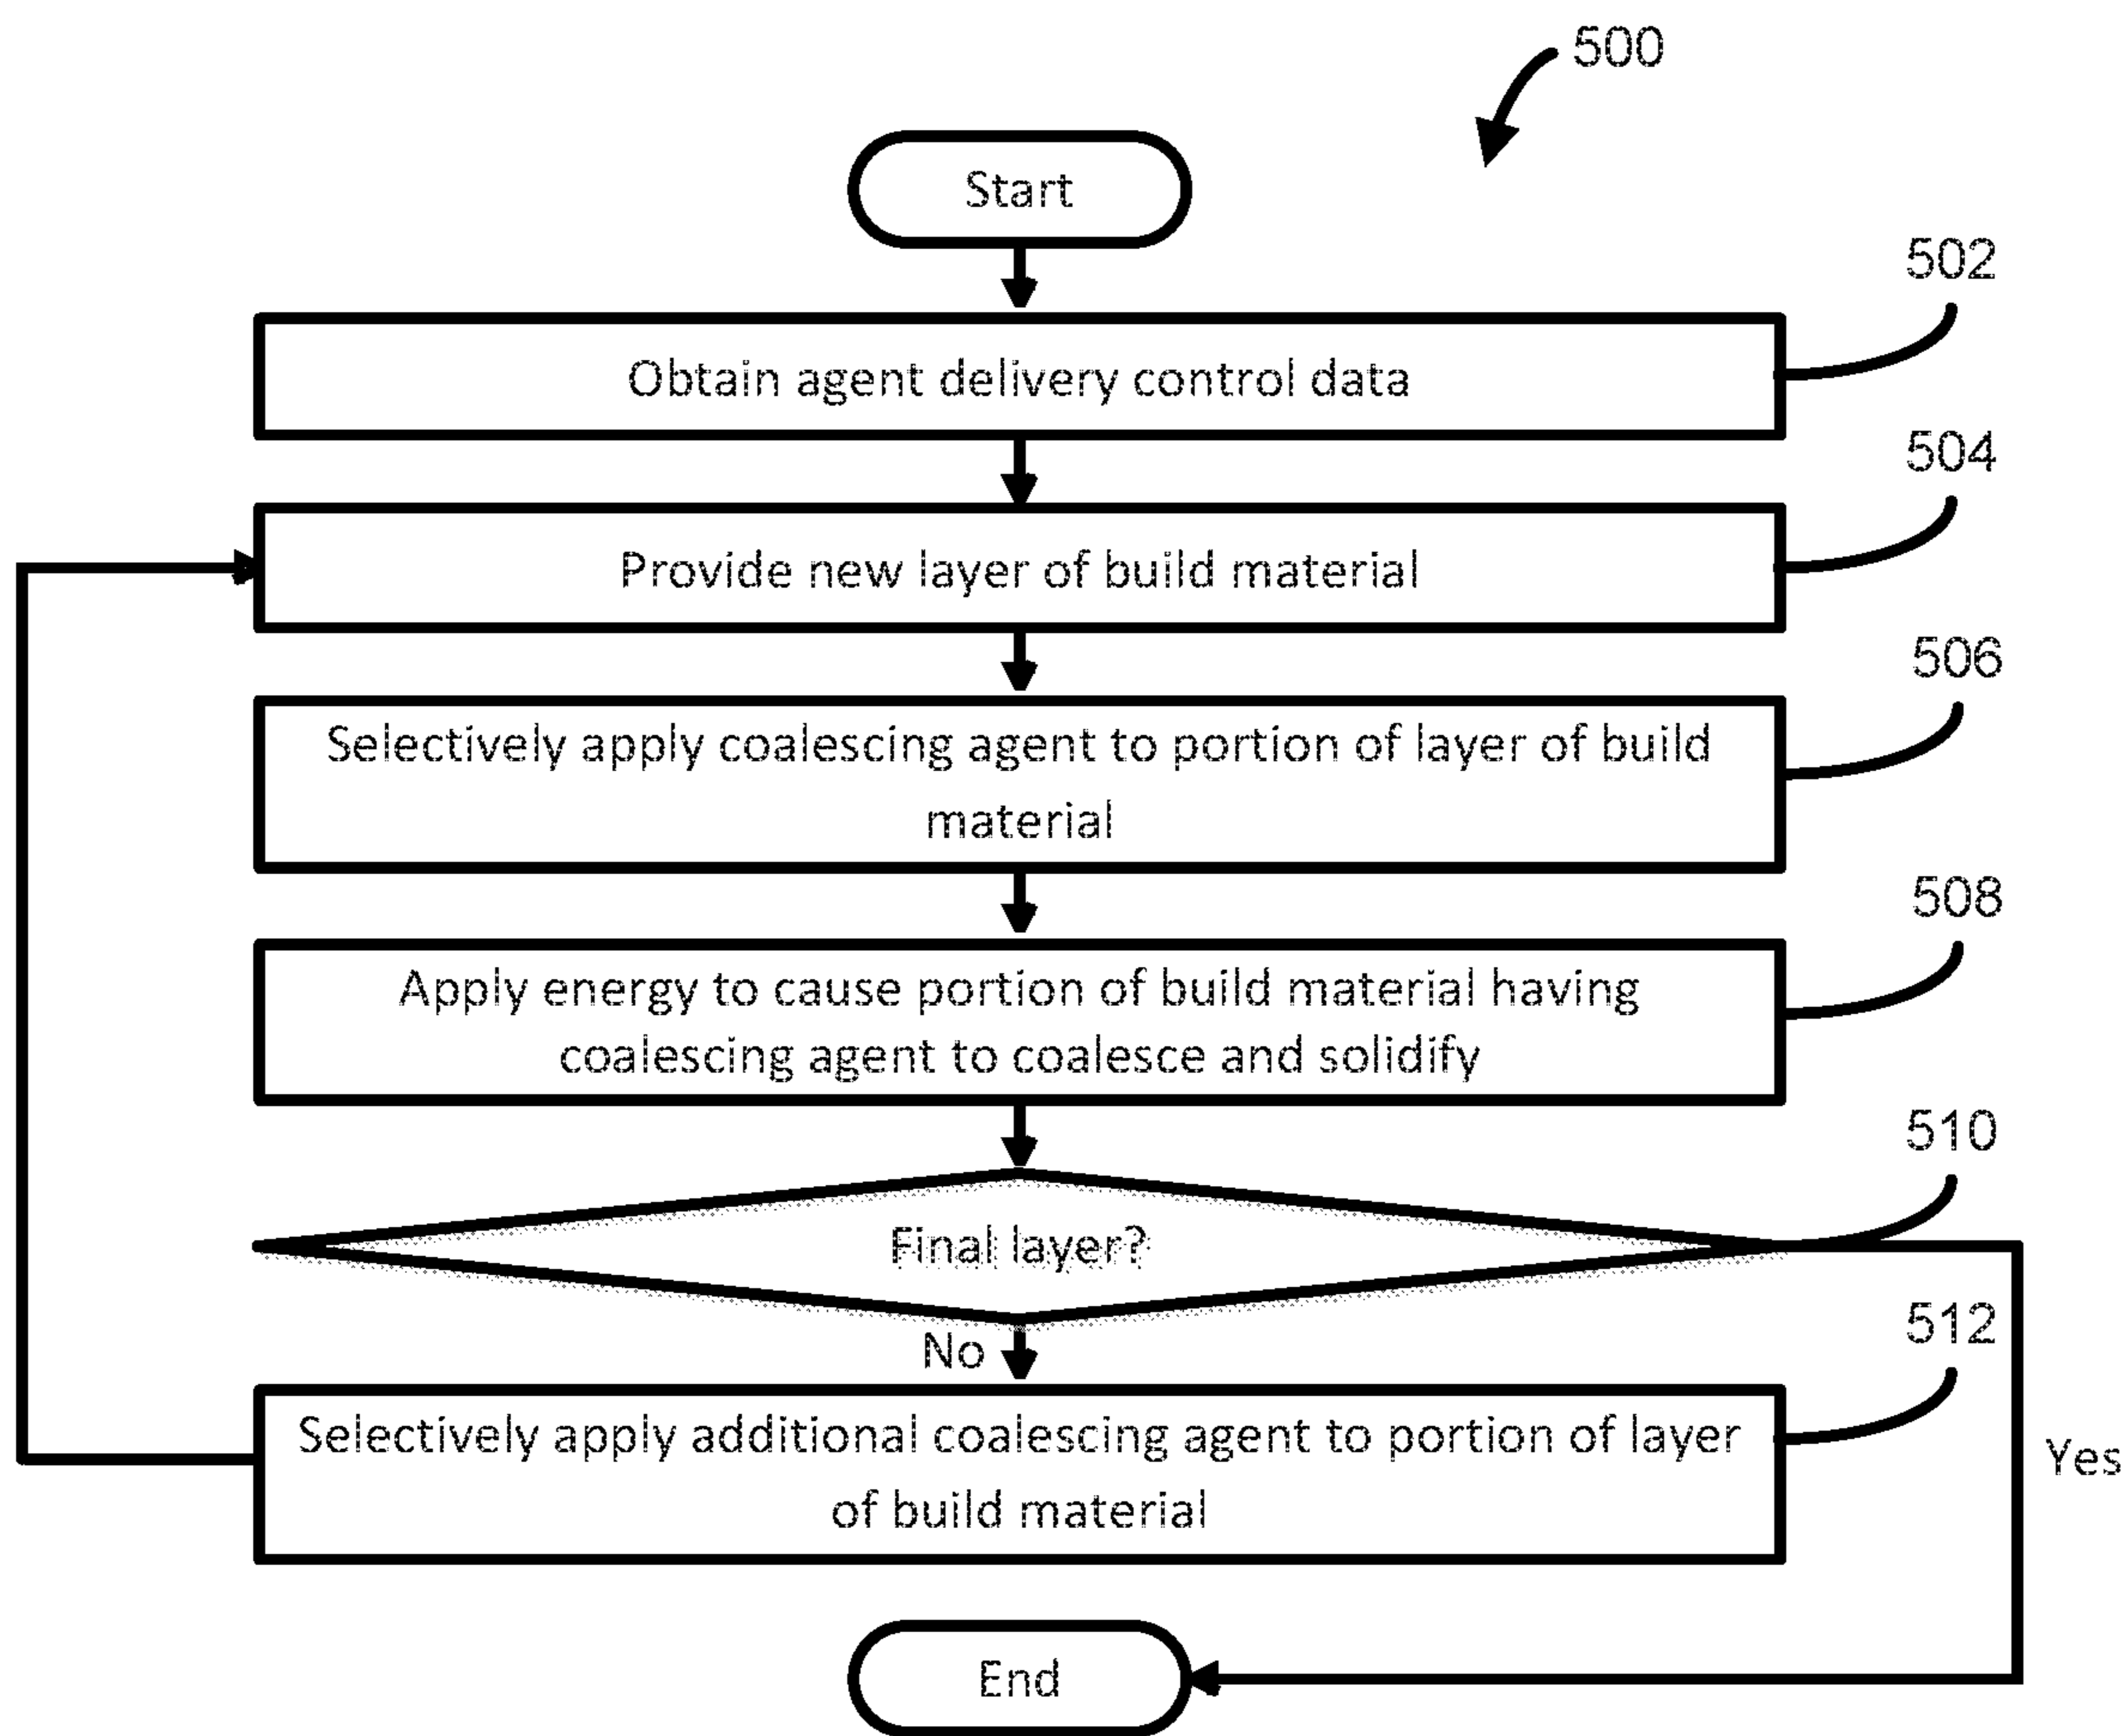 500
Start
502
Obtain agent delivery control data
504
Provide new layer of build material
506
Selectively apply coalescing agent to portion of layer of build
material
508
Apply energy to cause portion of build material having
coalescing agent to coalesce and solidify
510
Final layer?
No
512
Selectively apply additional coalescing agent to portion of layer
of build material
Yes
End